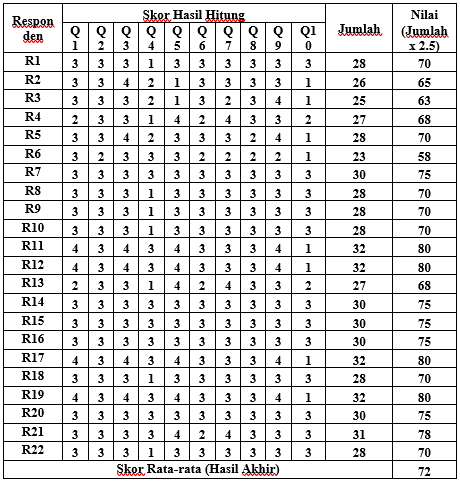 Respon den Skor Hasil Hitung Jumlah Nilai (Jumlah x 2.5)
Q 1 Q 2 Q 3 Q 4 Q 5 Q 6 Q 7 Q 8 Q 9 Q1 0
R1 3 3 3 1 3 3 3 3 3 3 28 70
R2 3 3 4 2 1 3 3 3 3 1 26 65
R3 3 3 3 2 1 3 2 3 4 1 25 63
R4 2 3 3 1 4 2 4 3 3 2 27 68
R5 3 3 4 2 3 3 3 2 4 1 28 70
R6 3 2 3 3 3 2 2 2 2 1 23 58
R7 3 3 3 3 3 3 3 3 3 3 30 75
R8 3 3 3 1 3 3 3 3 3 3 28 70
R9 3 3 3 1 3 3 3 3 3 3 28 70
R10 3 3 3 1 3 3 3 3 3 3 28 70
R11 4 3 4 3 4 3 3 3 4 1 32 80
R12 4 3 4 3 4 3 3 3 4 1 32 80
R13 2 3 3 1 4 2 4 3 3 2 27 68
R14 3 3 3 3 3 3 3 3 3 3 30 75
R15 3 3 3 3 3 3 3 3 3 3 30 75
R16 3 3 3 3 3 3 3 3 3 3 30 75
R17 4 3 4 3 4 3 3 3 4 1 32 80
R18 3 3 3 1 3 3 3 3 3 3 28 70
R19 4 3 4 3 4 3 3 3 4 1 32 80
R20 3 3 3 3 3 3 3 3 3 3 30 75
R21 3 3 3 3 4 2 4 3 3 3 31 78
R22 3 3 3 1 3 3 3 3 3 3 28 70
Skor Rata-rata (Hasil Akhir) 72